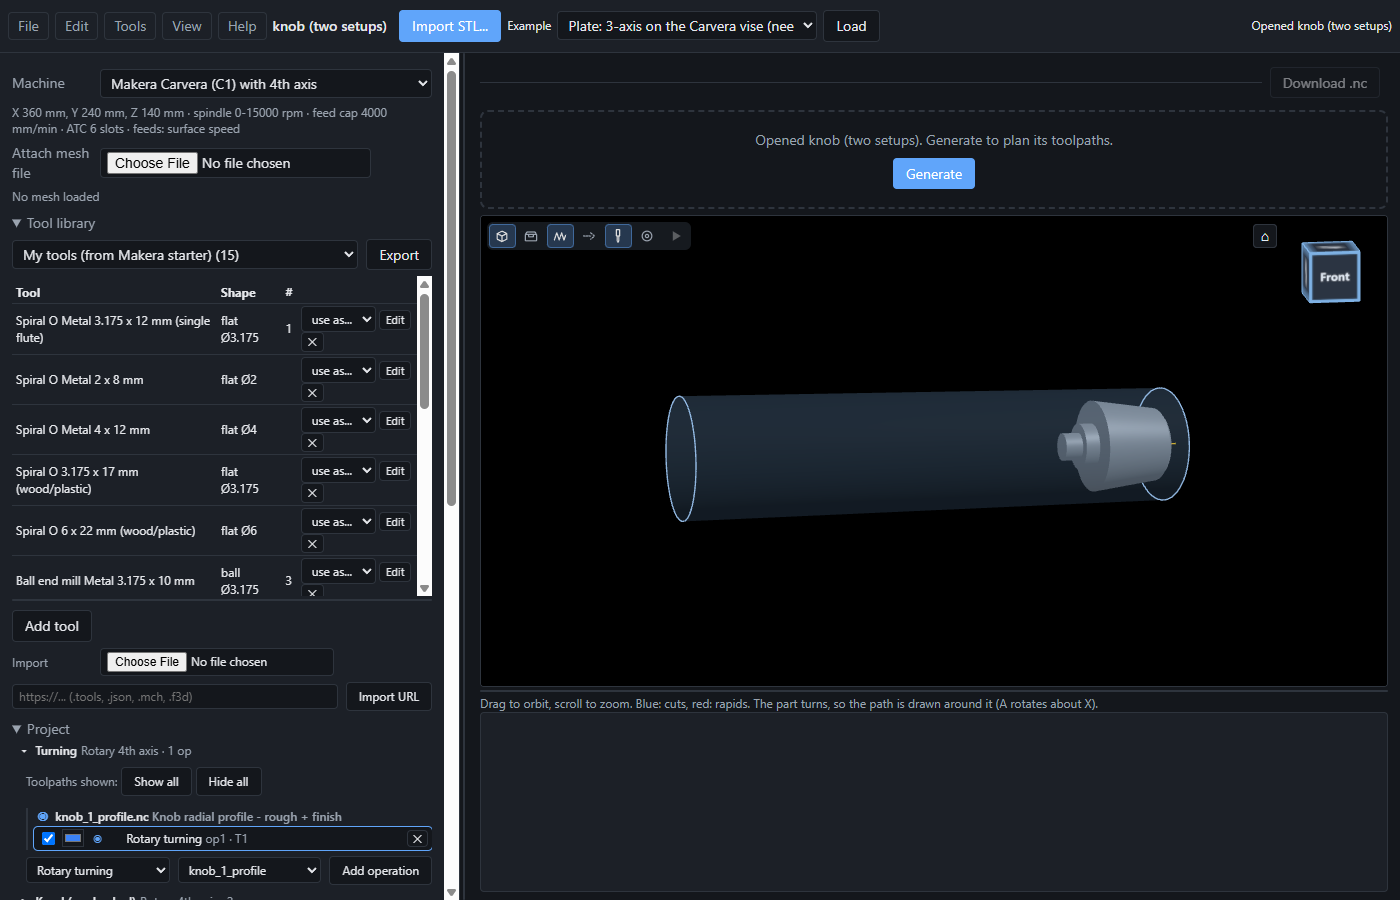 File Edit Tools View Help knob (two setups) Import STL... Example Plate: 3-axis on the Carvera vise (nee Load Opened knob (two setups)
Machine Makera Carvera (C1) with 4th axis
X 360 mm, Y 240 mm, Z 140 mm · spindle 0-15000 rpm · feed cap 4000
mm/min · ATC 6 slots · feeds: surface speed
Attach mesh
file Choose File No file chosen
No mesh loaded
Tool library
My tools (from Makera starter) (15) Export
Tool Shape #
Spiral O Metal 3.175 x 12 mm (single
flute) flat
Ø3.175 1 use as... Edit
×
Spiral O Metal 2 x 8 mm flat Ø2 use as... Edit
×
Spiral O Metal 4 x 12 mm flat Ø4 use as... Edit
×
Spiral O 3.175 x 17 mm
(wood/plastic) flat
Ø3.175 use as... Edit
×
Spiral O 6 x 22 mm (wood/plastic) flat Ø6 use as... Edit
×
Ball end mill Metal 3.175 x 10 mm ball
Ø3.175 3 use as... Edit
×
Add tool
Import Choose File No file chosen
https://... (.tools, .json, .mch, .f3d) Import URL
Project
Turning Rotary 4th axis · 1 op
Toolpaths shown: Show all Hide all
knob_1_profile.nc Knob radial profile - rough + finish
Rotary turning op1 · T1 ×
Rotary turning knob_1_profile Add operation
Download .nc
Opened knob (two setups). Generate to plan its toolpaths.
Generate
Front
Drag to orbit, scroll to zoom. Blue: cuts, red: rapids. The part turns, so the path is drawn around it (A rotates about X).